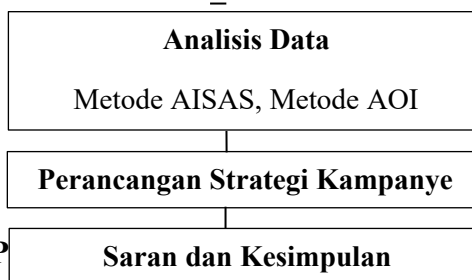 Analisis Data
Metode AISAS, Metode AOI
Perancangan Strategi Kampanye
P
Saran dan Kesimpulan